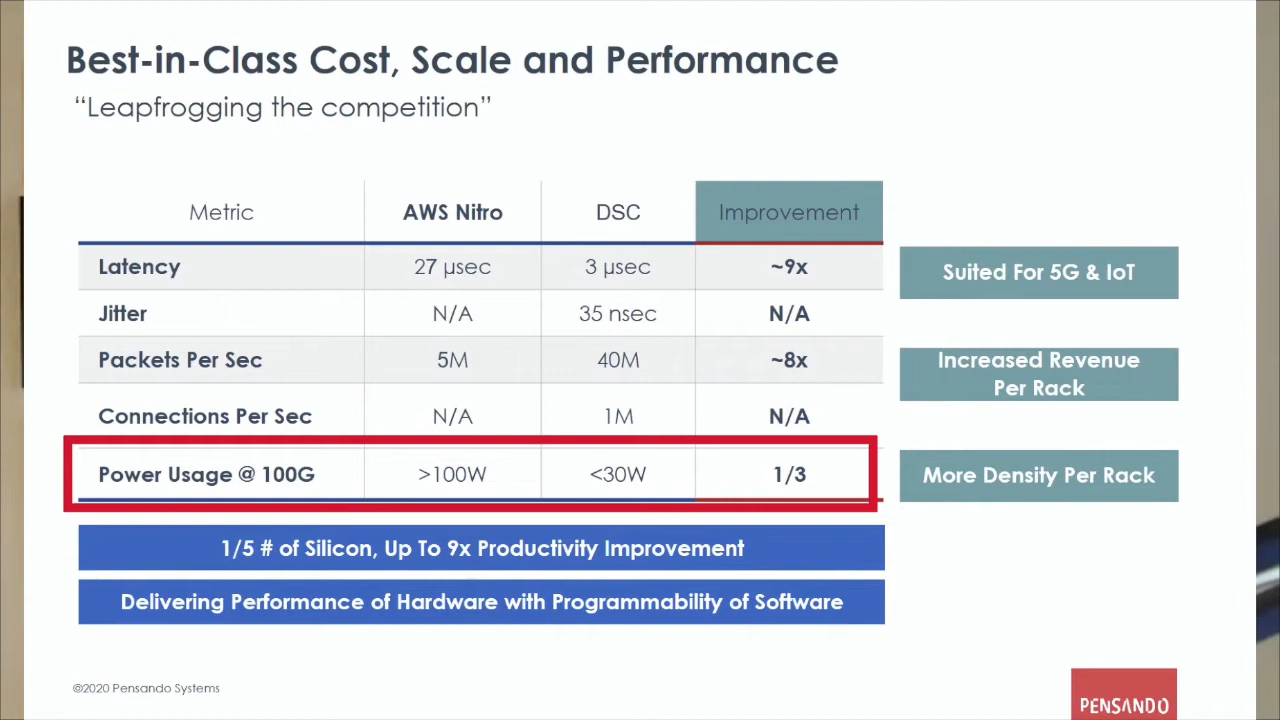 Best-in-Class Cost, Scale and Performance
“Leapfrogging the competition”
Metric AWS Nitro DSC Improvement
Latency 27 µsec 3 µsec ~9x
Suited For 5G & IoT
Jitter N/A 35 nsec N/A
Packets Per Sec 5M 40M ~8x
Increased Revenue
Per Rack
Connections Per Sec N/A 1M N/A
Power Usage @ 100G >100W <30W 1/3
More Density Per Rack
1/5 # of Silicon, Up To 9x Productivity Improvement
Delivering Performance of Hardware with Programmability of Software
©2020 Pensando Systems
PENSANDO